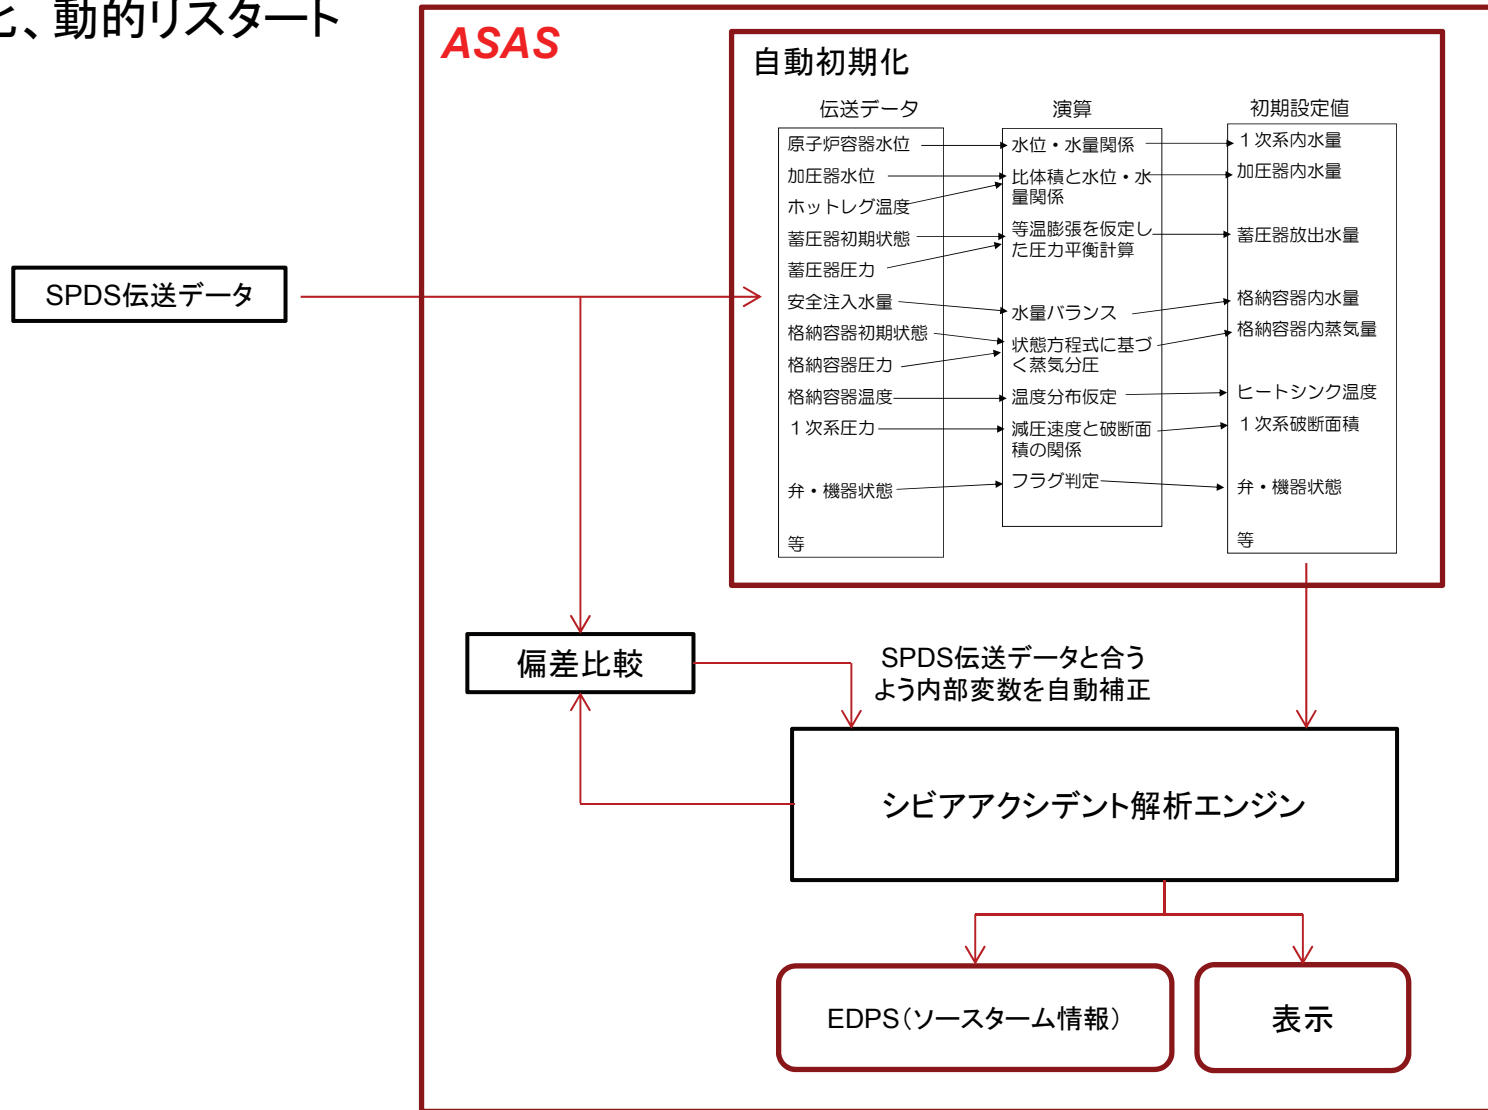 、動的リスタート
ASAS
自動初期化
伝送データ
演算
初期設定値
原子炉容器水位
加圧器水位
ホットレグ温度
蓄圧器初期状態
蓄圧器圧力
安全注入水量
格納容器初期状態
格納容器圧力
格納容器温度
１次系圧力
弁・機器状態
等
水位・水量関係
比体積と水位・水
量関係
等温膨張を仮定し
た圧力平衡計算
水量バランス
状態方程式に基づ
く蒸気分圧
温度分布仮定
減圧速度と破断面
積の関係
フラグ判定
１次系内水量
加圧器内水量
蓄圧器放出水量
格納容器内水量
格納容器内蒸気量
ヒートシンク温度
１次系破断面積
弁・機器状態
等
SPDS伝送データ
偏差比較
SPDS伝送データと合う
よう内部変数を自動補正
シビアアクシデント解析エンジン
EDPS（ソースターム情報）
表示